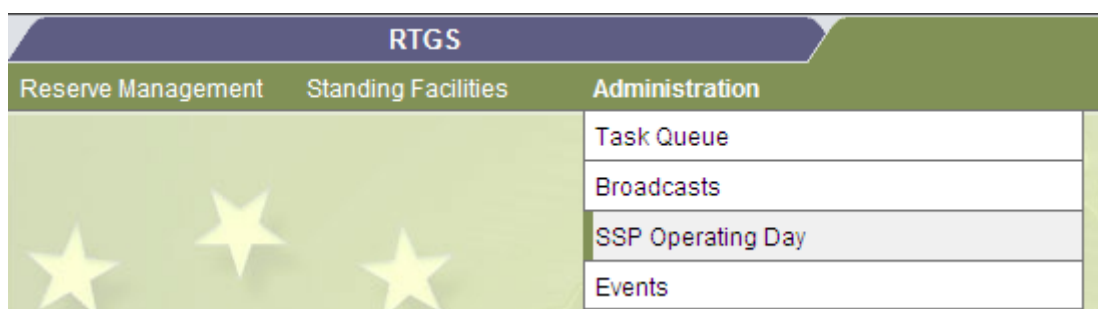 RTGS
Reserve Management Standing Facilities Administration
Task Queue
Broadcasts
SSP Operating Day
Events